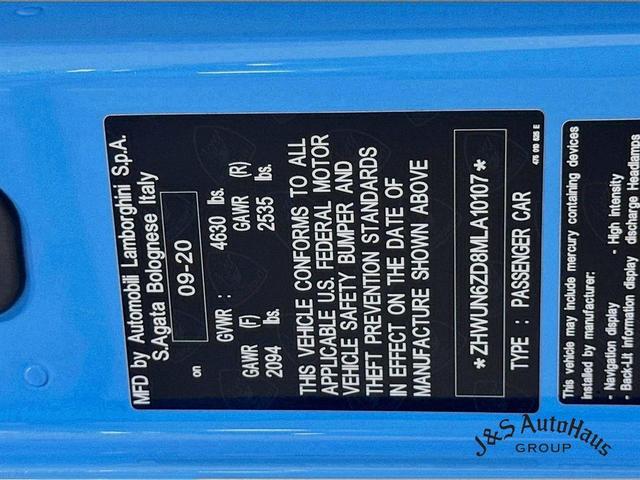 MFD by Automobili Lamborghini S.p.A.
S.Agata Bolognese Italy
on 09-20
GVWR : 4630 lbs.
GAWR (F) GAWR (R)
2094 lbs. 2535 lbs.
THIS VEHICLE CONFORMS TO ALL
APPLICABLE U.S. FEDERAL MOTOR
VEHICLE SAFETY BUMPER AND
THEFT PREVENTION STANDARDS
IN EFFECT ON THE DATE OF
MANUFACTURE SHOWN ABOVE
*ZHWUN6ZD8MLA10107*
TYPE : PASSENGER CAR
475 010 525 E
This vehicle may include mercury containing devices
installed by manufacturer:
- Navigation display - High intensity
- Back-Lit information display discharge Headlamps
J&S AutoHaus
GROUP